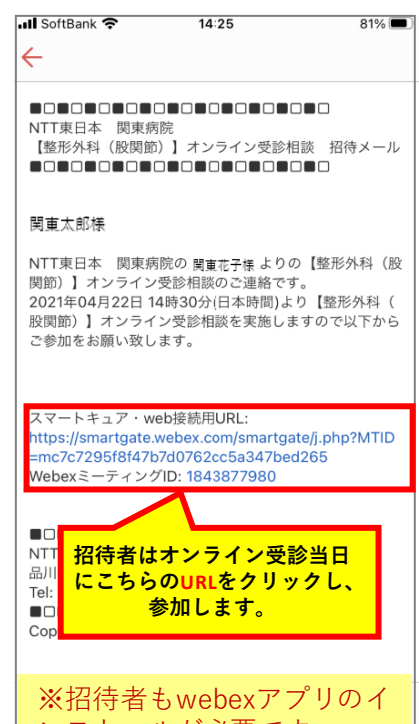 SoftBank 14:25 81%
←
■□■□■□■□■□■□■□■□■□■□■□
NTT東日本　関東病院
【整形外科（股関節）】オンライン受診相談　招待メール
■□■□■□■□■□■□■□■□■□■□■□
関東太郎様
NTT東日本　関東病院の 関東花子様 よりの【整形外科（股
関節）】オンライン受診相談のご連絡です。
2021年04月22日 14時30分(日本時間)より【整形外科（
股関節）】オンライン受診相談を実施しますので以下から
ご参加をお願い致します。
スマートキュア・web接続用URL:
https://smartgate.webex.com/smartgate/j.php?MTID
=mc7c7295f8f47b7d0762cc5a347bed265
WebexミーティングID: 1843877980
■□
NTT
品川
Tel:
■□
Cop
招待者はオンライン受診当日
にこちらのURLをクリックし、
参加します。
※招待者もwebexアプリのイ